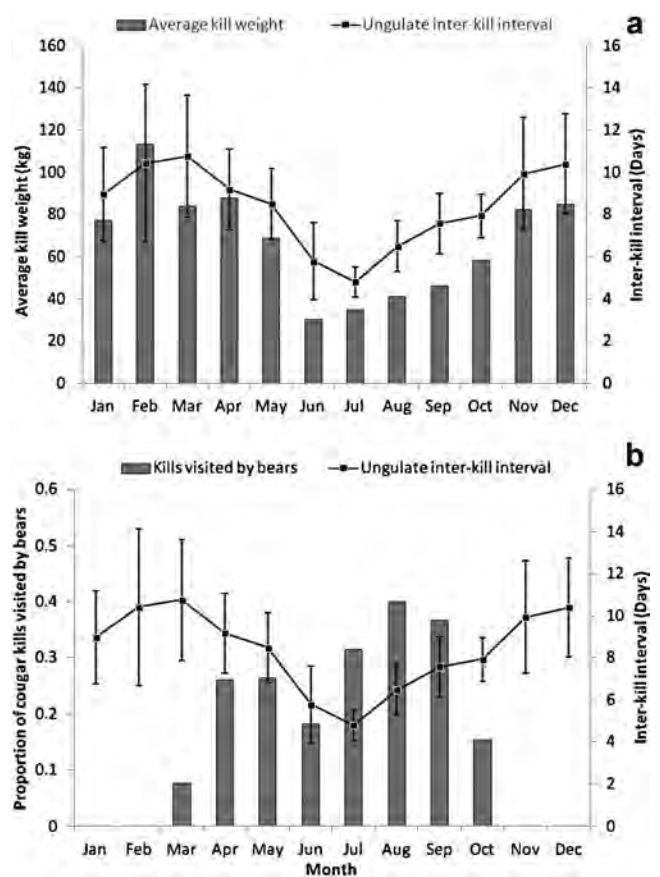 Average kill weight Ungulate inter-kill interval a
160 16
140 14
120 12
100 10
80 8
60 6
40 4
20 2
0 0
Average kill weight (kg)
Inter-kill interval (Days)
Jan Feb Mar Apr May Jun Jul Aug Sep Oct Nov Dec
Kills visited by bears Ungulate inter-kill interval b
0.6 16
14
0.5
12
0.4 10
0.3 8
6
0.2
4
0.1
2
0 0
Proportion of cougar kills visited by bears
Inter-kill interval (Days)
Jan Feb Mar Apr May Jun Jul Aug Sep Oct Nov Dec
Month